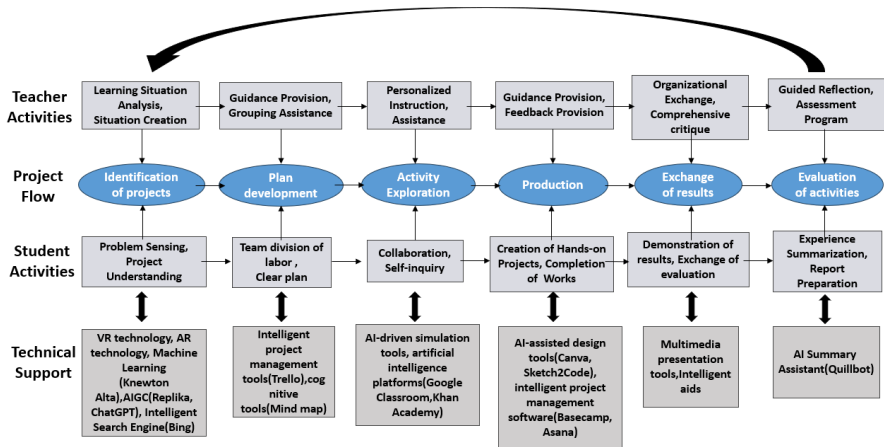 Teacher
Activities
Learning Situation
Analysis,
Situation Creation
Guidance Provision,
Grouping Assistance
Personalized
Instruction,
Assistance
Guidance Provision,
Feedback Provision
Organizational
Exchange,
Comprehensive
critique
Guided Reflection,
Assessment
Program
Project
Flow
Identification
of projects
Plan
development
Activity
Exploration
Production
Exchange
of results
Evaluation
of activities
Student
Activities
Problem Sensing,
Project
Understanding
Team division of
labor ,
Clear plan
Collaboration,
Self-inquiry
Creation of Hands-on
Projects, Completion
of Works
Demonstration of
results, Exchange of
evaluation
Experience
Summarization,
Report
Preparation
Technical
Support
VR technology, AR
technology, Machine
Learning
(Knewton
Alta),AIGC(Replika,
ChatGPT), Intelligent
Search Engine(Bing)
Intelligent
project
management
tools(Trello),cog
nitive
tools(Mind map)
AI-driven simulation
tools, artificial
intelligence
platforms(Google
Classroom,Khan
Academy)
AI-assisted design
tools(Canva,
Sketch2Code),
intelligent project
management
software(Basecamp,
Asana)
Multimedia
presentation
tools,Intelligent
aids
AI Summary
Assistant(Quillbot)